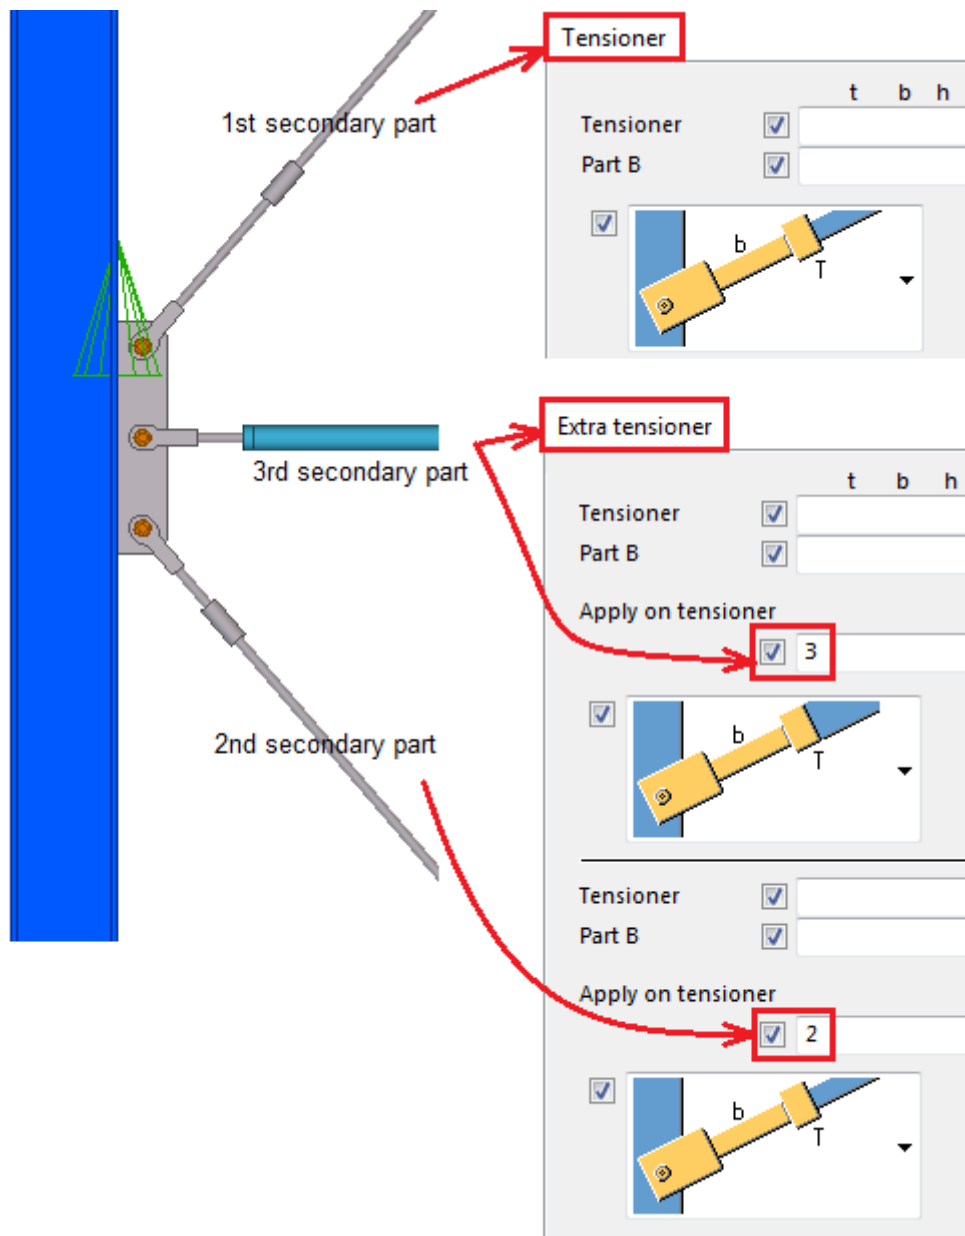 Tensioner
t b h
1st secondary part
Tensioner
Part B
b
T
Extra tensioner
3rd secondary part
t b h
Tensioner
Part B
Apply on tensioner
3
b
T
2nd secondary part
Tensioner
Part B
Apply on tensioner
2
b
T